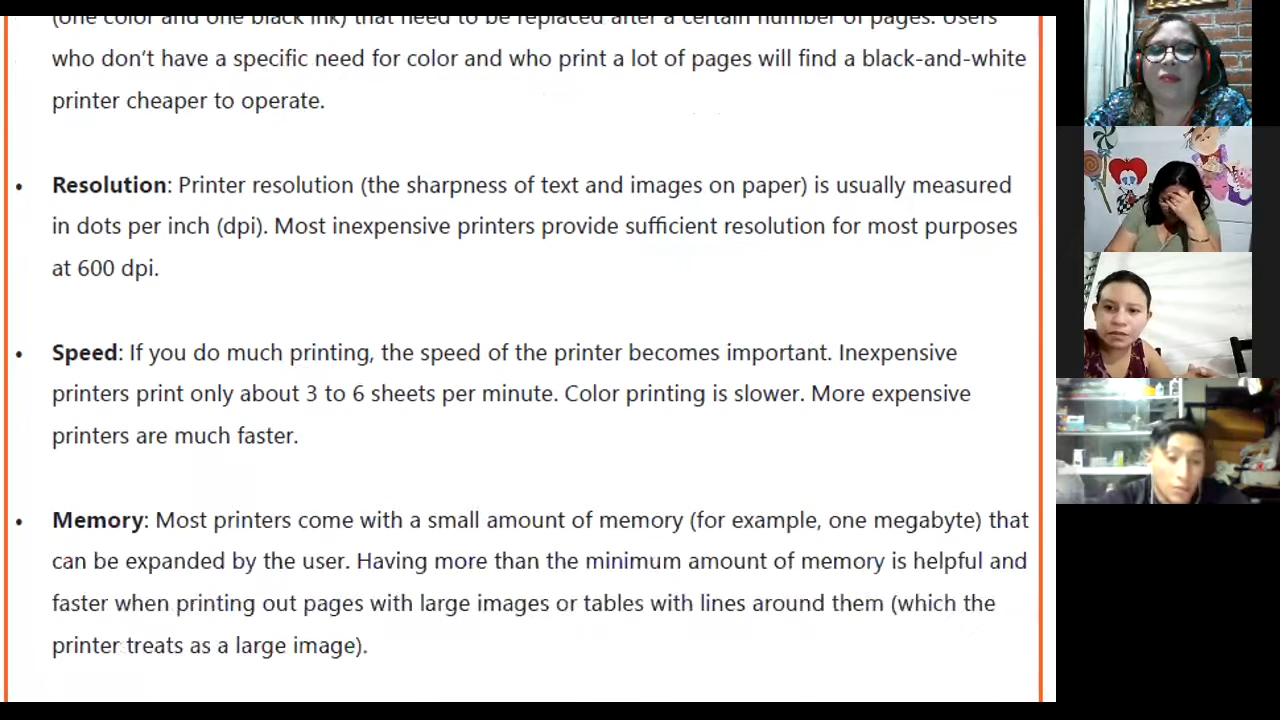 (one color and one black ink) that need to be replaced after a certain number of pages. Users
who don’t have a specific need for color and who print a lot of pages will find a black-and-white
printer cheaper to operate.
• Resolution: Printer resolution (the sharpness of text and images on paper) is usually measured
in dots per inch (dpi). Most inexpensive printers provide sufficient resolution for most purposes
at 600 dpi.
• Speed: If you do much printing, the speed of the printer becomes important. Inexpensive
printers print only about 3 to 6 sheets per minute. Color printing is slower. More expensive
printers are much faster.
• Memory: Most printers come with a small amount of memory (for example, one megabyte) that
can be expanded by the user. Having more than the minimum amount of memory is helpful and
faster when printing out pages with large images or tables with lines around them (which the
printer treats as a large image).